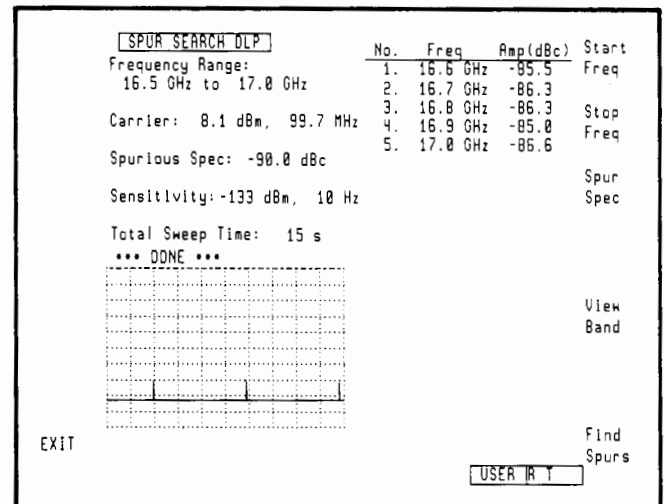 SPUR SEARCH DLP
Frequency Range:
16.5 GHz to 17.0 GHz
Carrier: 8.1 dBm, 99.7 MHz
Spurious Spec: -90.0 dBc
Sensitivity: -133 dBm, 10 Hz
Total Sweep Time: 15 s
*** DONE ***
No. Freq Amp(dBc)
1. 16.6 GHz -85.5
2. 16.7 GHz -86.3
3. 16.8 GHz -86.3
4. 16.9 GHz -85.0
5. 17.0 GHz -86.6
Start
Freq
Stop
Freq
Spur
Spec
View
Band
Find
Spurs
EXIT
USER R T